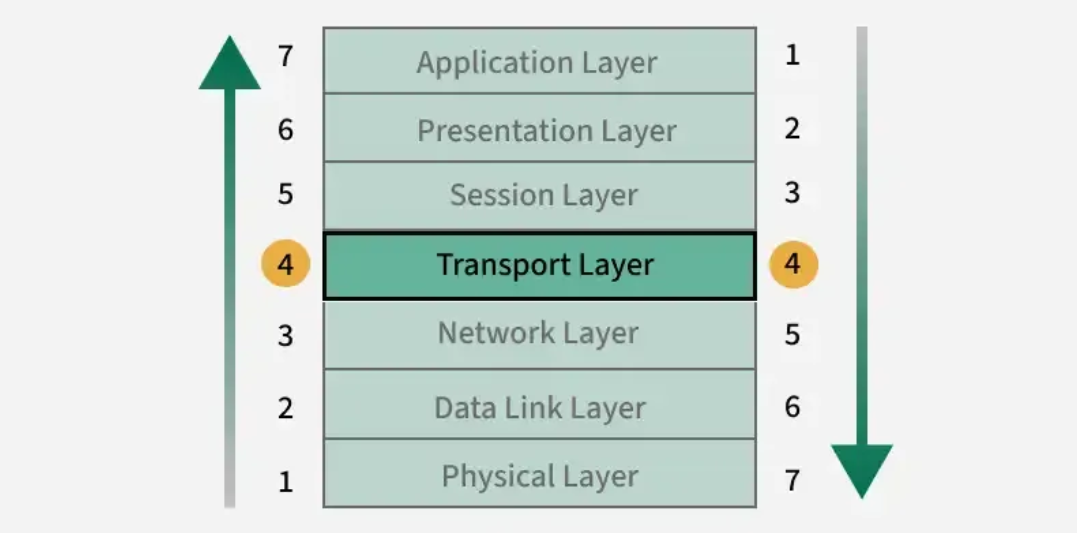 7 Application Layer 1
6 Presentation Layer 2
5 Session Layer 3
4 Transport Layer 4
3 Network Layer 5
2 Data Link Layer 6
1 Physical Layer 7